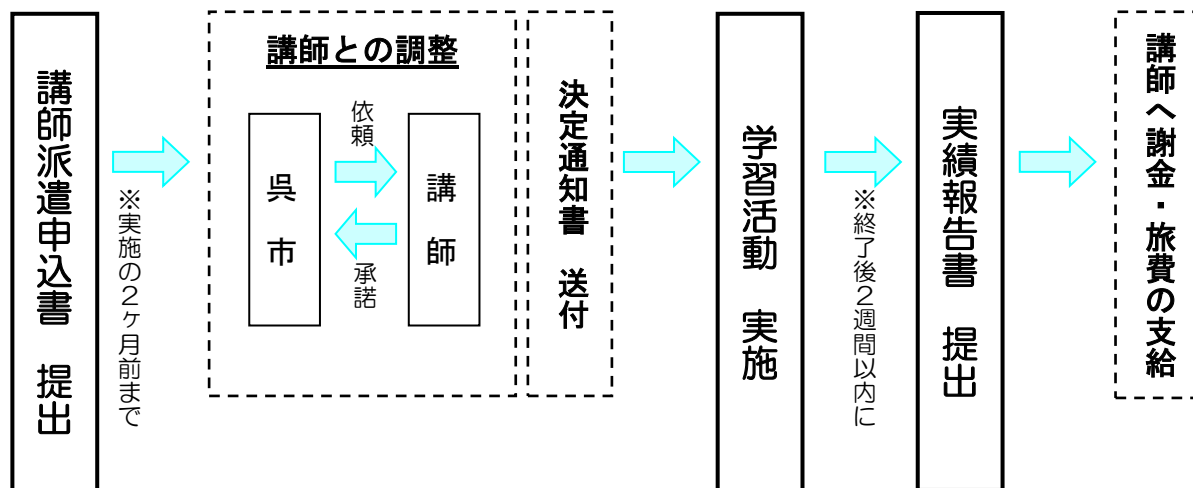 講師派遣申込書　提出
※実施の２ヶ月前まで
講師との調整
呉市
依頼
承諾
講師
決定通知書　送付
学習活動　実施
※終了後２週間以内に
実績報告書　提出
講師へ謝金・旅費の支給